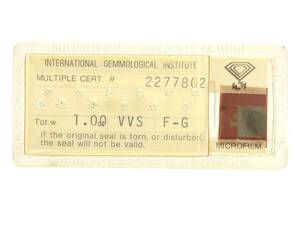 INTERNATIONAL GEMMOLOGICAL INSTITUTE
MULTIPLE CERT. # 2277802
Tot.w. 1.00 VVS F-G
If the original seal is torn, or disturbed,
the seal will not be valid.
MICROFILM